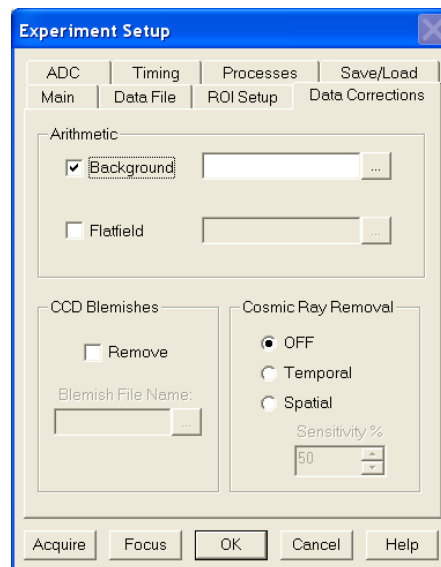 Experiment Setup
ADC Timing Processes Save/Load
Main Data File ROI Setup Data Corrections
Arithmetic
Background ...
Flatfield ...
CCD Blemishes
Remove
Blemish File Name:
...
Cosmic Ray Removal
OFF
Temporal
Spatial
Sensitivity %
50
Acquire Focus OK Cancel Help